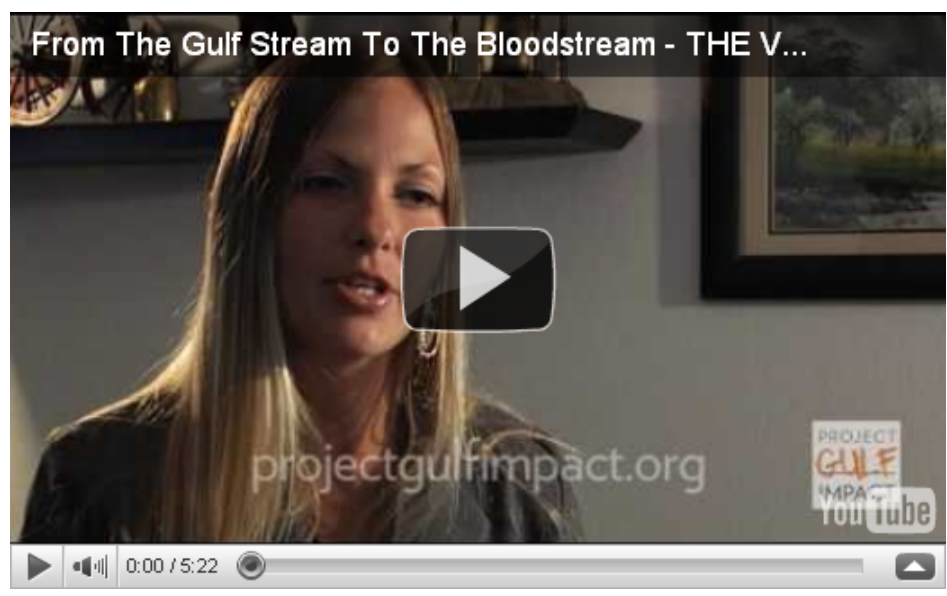 From The Gulf Stream To The Bloodstream - THE V...
projectgulfimpact.org
PROJECT
GULF
IMPACT
YouTube
0:00 / 5:22